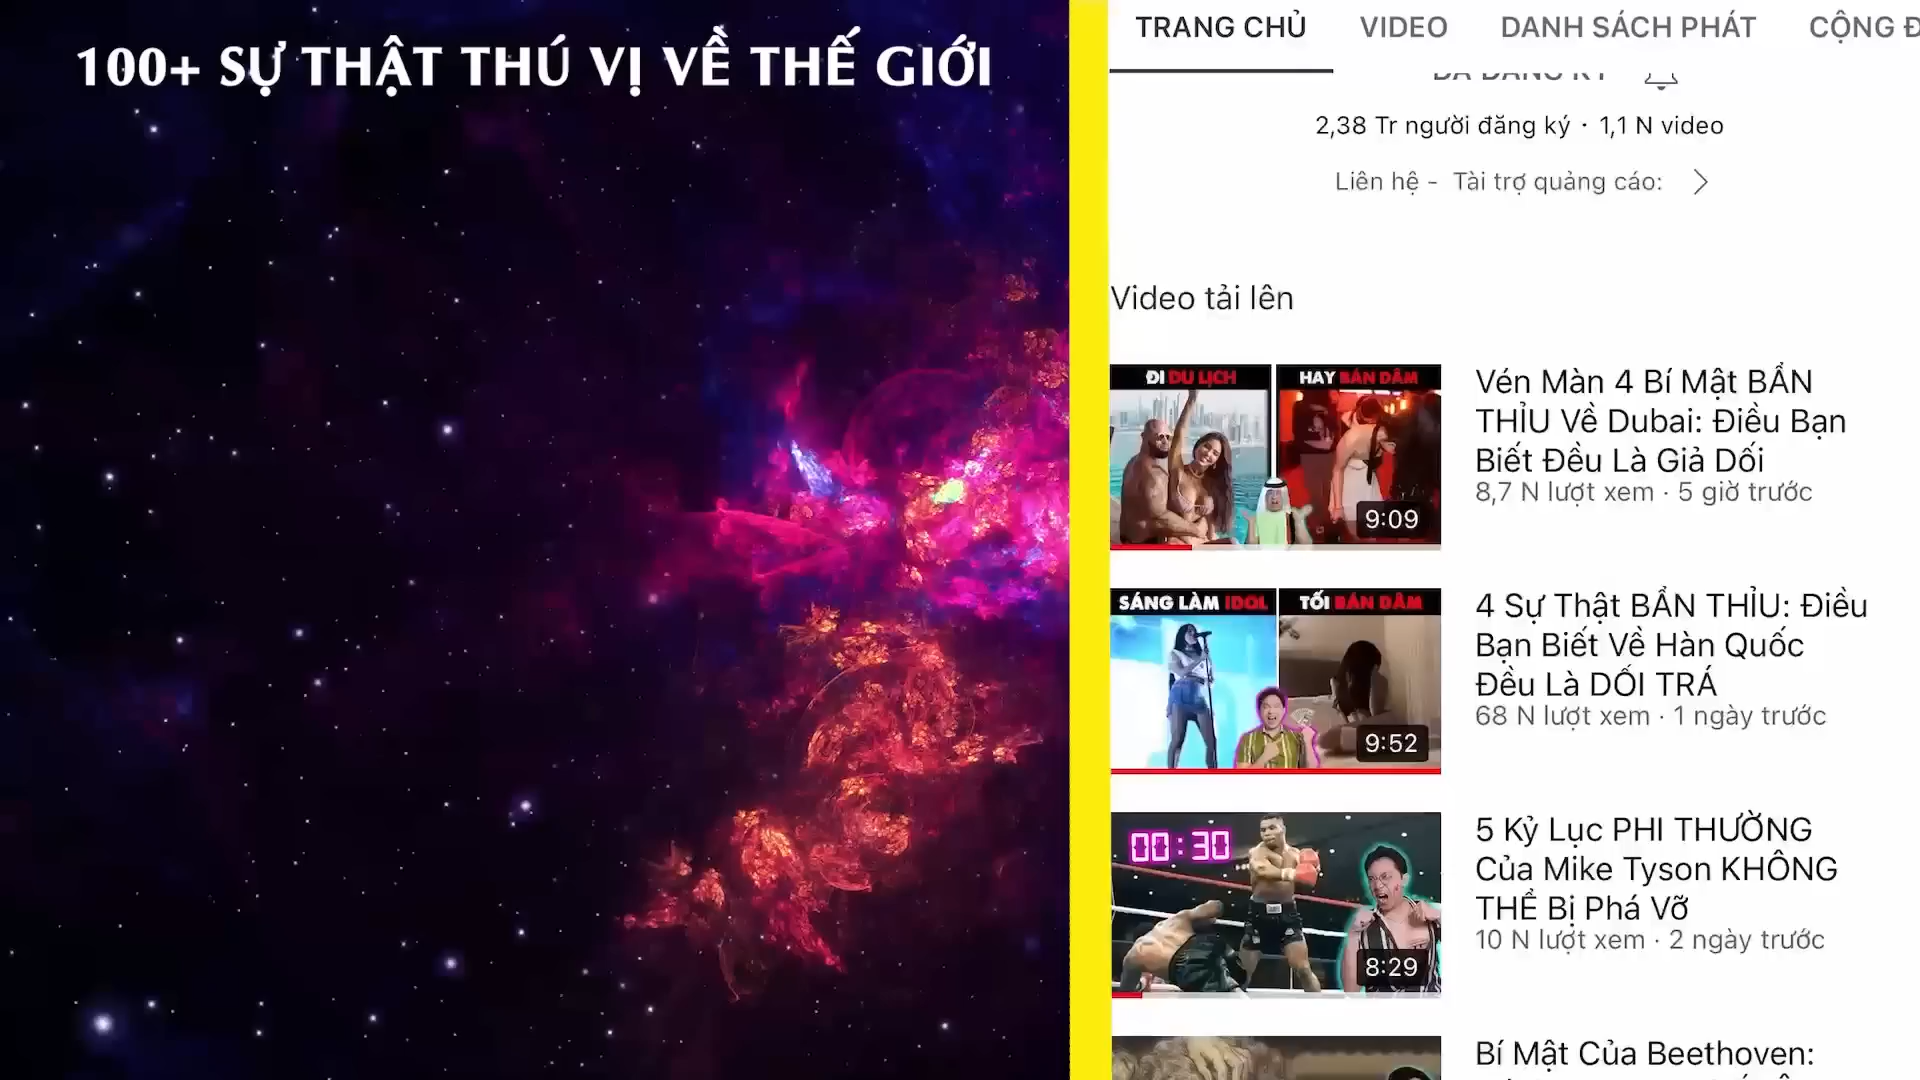 100+ SỰ THẬT THÚ VỊ VỀ THẾ GIỚI
TRANG CHỦ VIDEO DANH SÁCH PHÁT CỘNG
2,38 Tr người đăng ký · 1,1 N video
Liên hệ - Tài trợ quảng cáo:
Video tải lên
ĐI DU LỊCH HAY BÁN DÂM
9:09
Vén Màn 4 Bí Mật BẨN
THỈU Về Dubai: Điều Bạn
Biết Đều Là Giả Dối
8,7 N lượt xem · 5 giờ trước
SÁNG LÀM IDOL TỐI BÁN DÂM
9:52
4 Sự Thật BẨN THỈU: Điều
Bạn Biết Về Hàn Quốc
Đều Là DỐI TRÁ
68 N lượt xem · 1 ngày trước
00:30
8:29
5 Kỷ Lục PHI THƯỜNG
Của Mike Tyson KHÔNG
THỂ Bị Phá Vỡ
10 N lượt xem · 2 ngày trước
Bí Mật Của Beethoven: